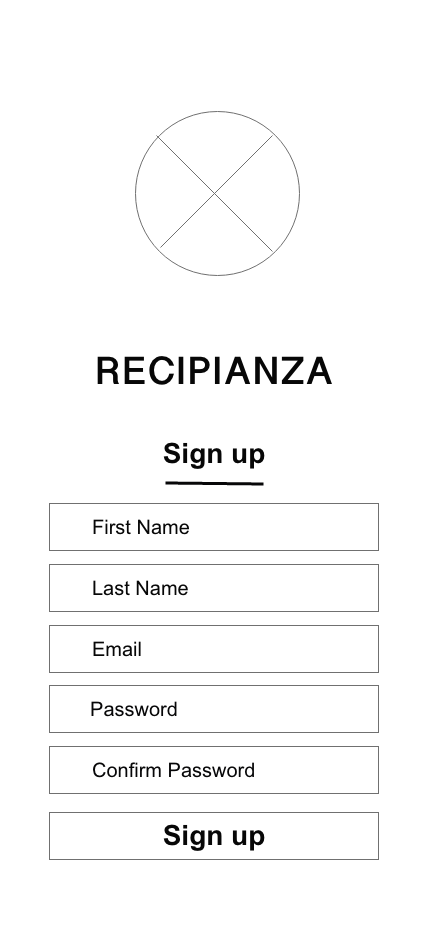 RECIPIANZA
Sign up
First Name
Last Name
Email
Password
Confirm Password
Sign up